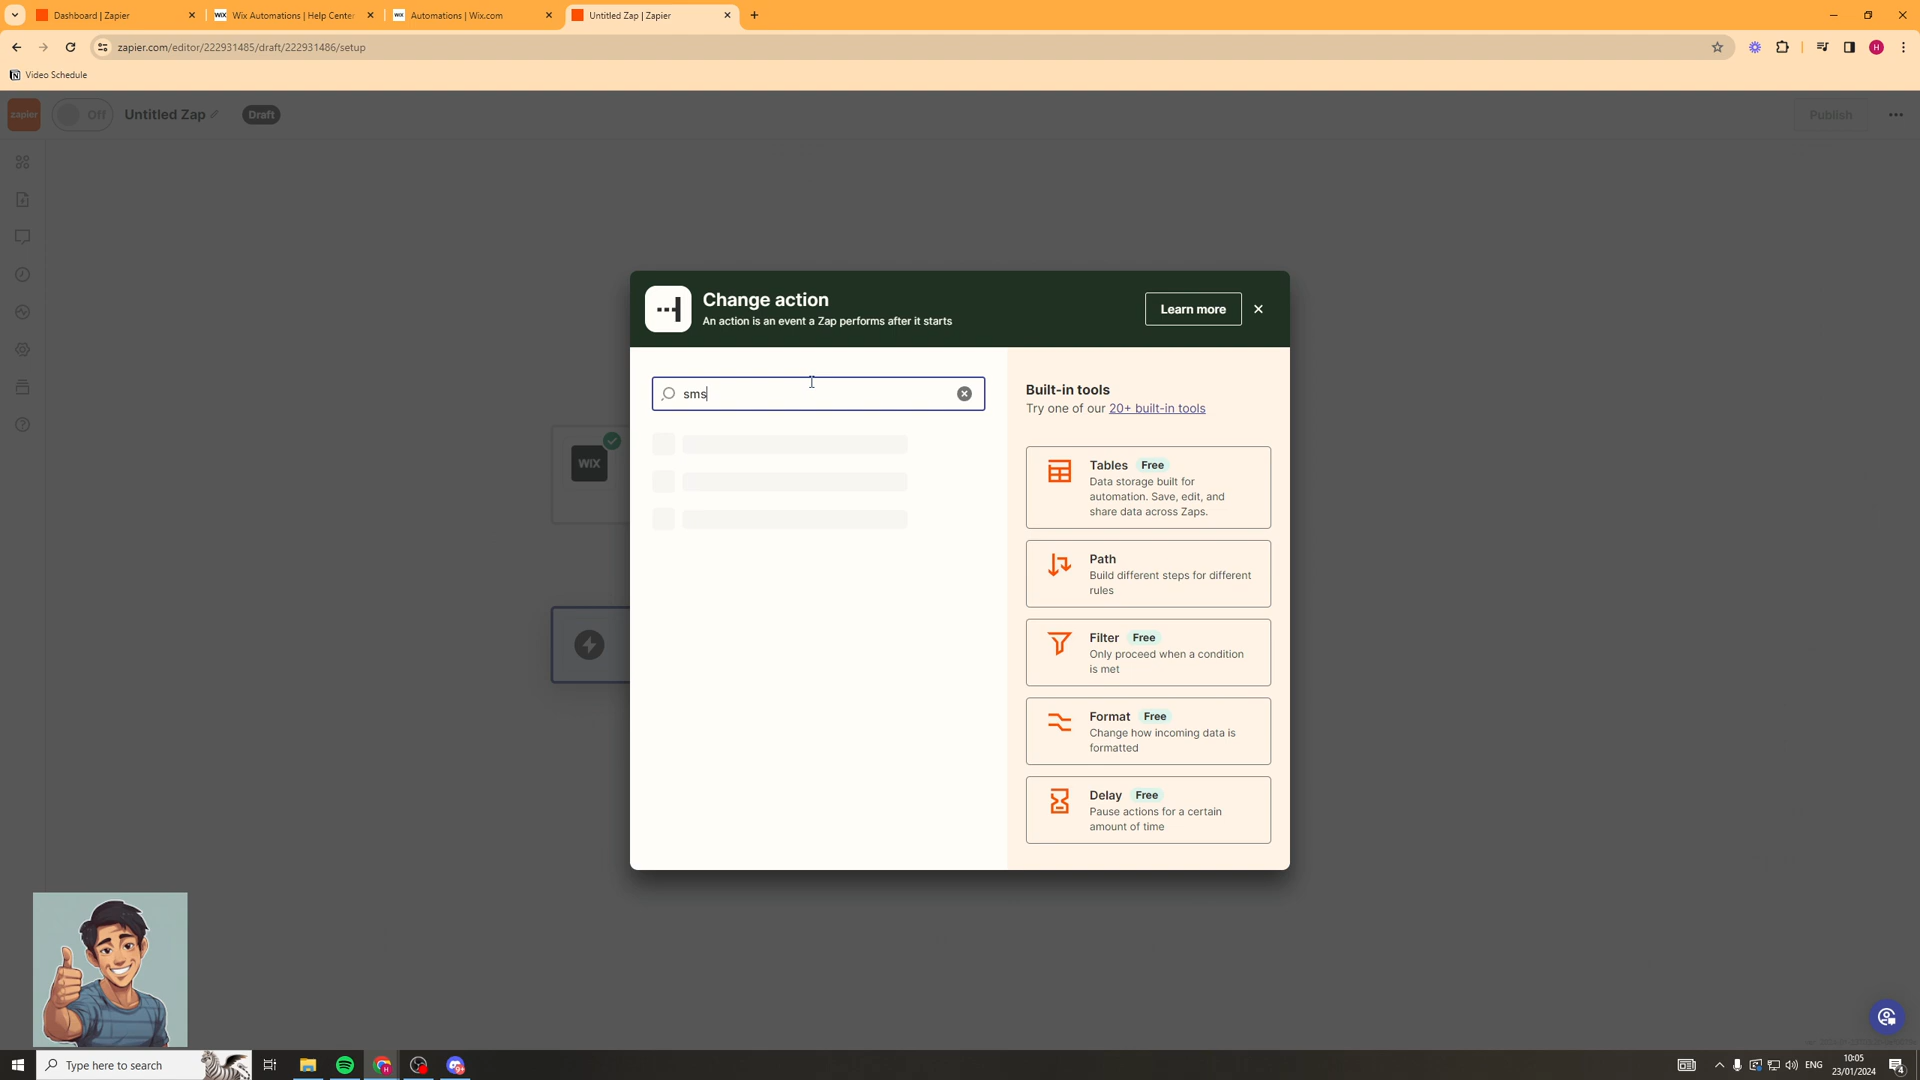 Dashboard | Zapier
WIX
Wix Automations | Help Cente
WIX
Automations | Wix.com
Untitled Zap | Zapier
zapier.com/editor/222931485/draft/222931486/setup
H
Video Schedule
zapier
Off
Untitled Zap
Draft
Publish
Change action
An action is an event a Zap performs after it starts
Learn more
sms
WIX
Built-in tools
Try one of our 20+ built-in tools
Tables Free
Data storage built for
automation. Save, edit, and
share data across Zaps.
Path
Build different steps for different
rules
Filter Free
Only proceed when a condition
is met
Format Free
Change how incoming data is
formatted
Delay Free
Pause actions for a certain
amount of time
Type here to search
ENG
10:05
23/01/2024